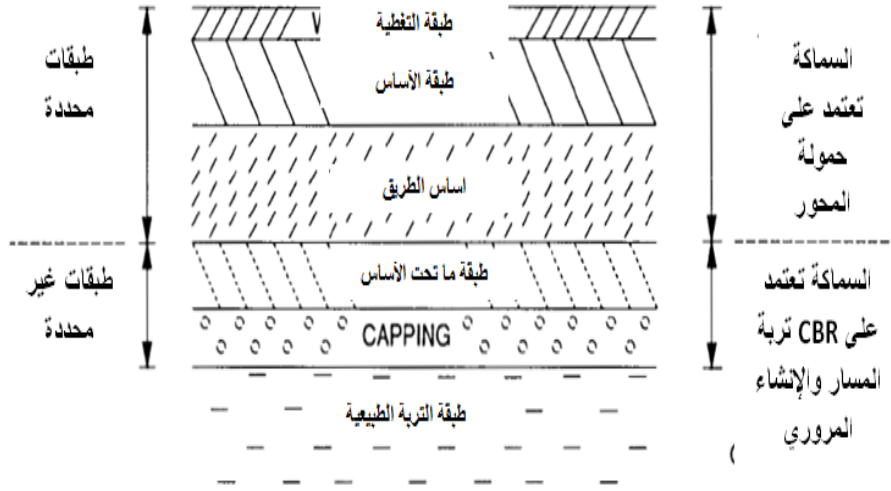 طبقة التغطية
طبقة الأساس
اساس الطريق
طبقة ما تحت الأساس
CAPPING
طبقة التربة الطبيعية
السماكة
تعتمد على
حمولة
المحور
السماكة تعتمد
على CBR تربة
المسار والإنشاء
المروري
طبقات
محددة
طبقات غير
محددة